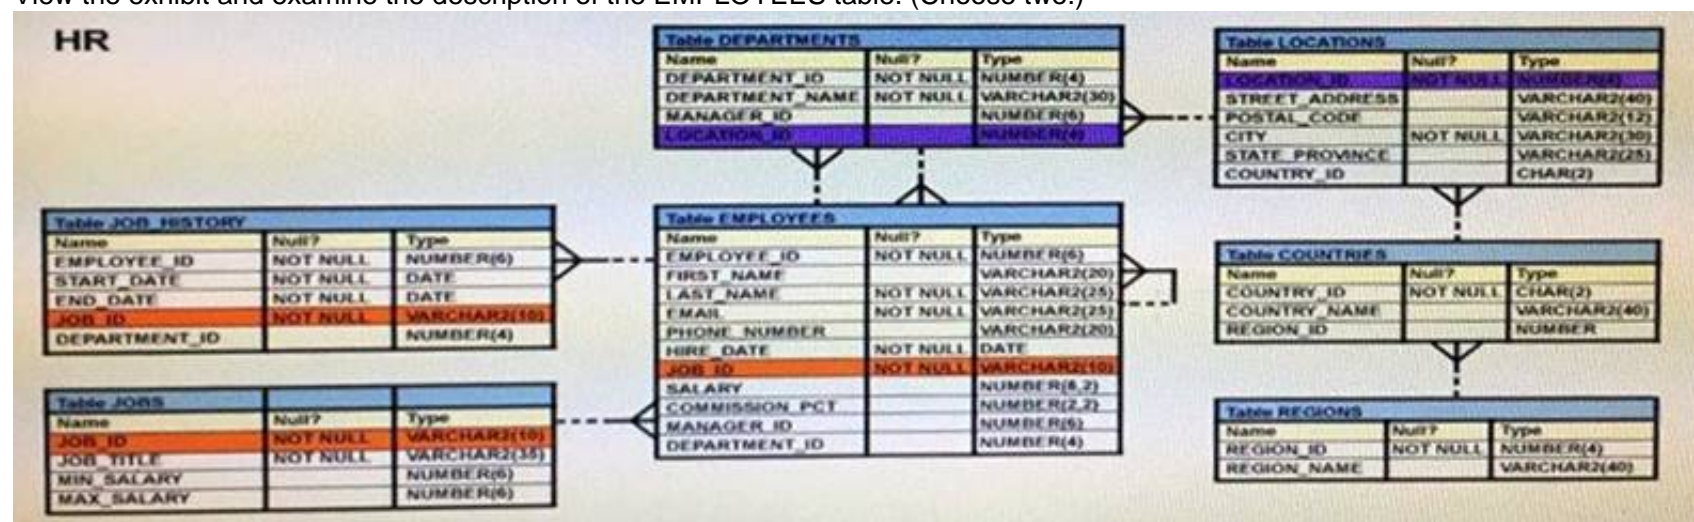 View the exhibit and examine the description of the EMPLOYEES table. (Choose two.)
HR
Table DEPARTMENTS
Name Null? Type
DEPARTMENT_ID NOT NULL NUMBER(4)
DEPARTMENT_NAME NOT NULL VARCHAR2(30)
MANAGER_ID NUMBER(6)
LOCATION_ID NUMBER(4)
Table LOCATIONS
Name Null? Type
LOCATION_ID NOT NULL NUMBER(4)
STREET_ADDRESS VARCHAR2(40)
POSTAL_CODE VARCHAR2(12)
CITY NOT NULL VARCHAR2(30)
STATE_PROVINCE VARCHAR2(25)
COUNTRY_ID CHAR(2)
Table JOB_HISTORY
Name Null? Type
EMPLOYEE_ID NOT NULL NUMBER(6)
START_DATE NOT NULL DATE
END_DATE NOT NULL DATE
JOB_ID NOT NULL VARCHAR2(10)
DEPARTMENT_ID NUMBER(4)
Table EMPLOYEES
Name Null? Type
EMPLOYEE_ID NOT NULL NUMBER(6)
FIRST_NAME VARCHAR2(20)
LAST_NAME NOT NULL VARCHAR2(25)
EMAIL NOT NULL VARCHAR2(25)
PHONE_NUMBER VARCHAR2(20)
HIRE_DATE NOT NULL DATE
JOB_ID NOT NULL VARCHAR2(10)
SALARY NUMBER(8,2)
COMMISSION_PCT NUMBER(2,2)
MANAGER_ID NUMBER(6)
DEPARTMENT_ID NUMBER(4)
Table COUNTRIES
Name Null? Type
COUNTRY_ID NOT NULL CHAR(2)
COUNTRY_NAME VARCHAR2(40)
REGION_ID NUMBER
Table JOBS
Name Null? Type
JOB_ID NOT NULL VARCHAR2(10)
JOB_TITLE NOT NULL VARCHAR2(35)
MIN_SALARY NUMBER(6)
MAX_SALARY NUMBER(6)
Table REGIONS
Name Null? Type
REGION_ID NOT NULL NUMBER(4)
REGION_NAME VARCHAR2(40)